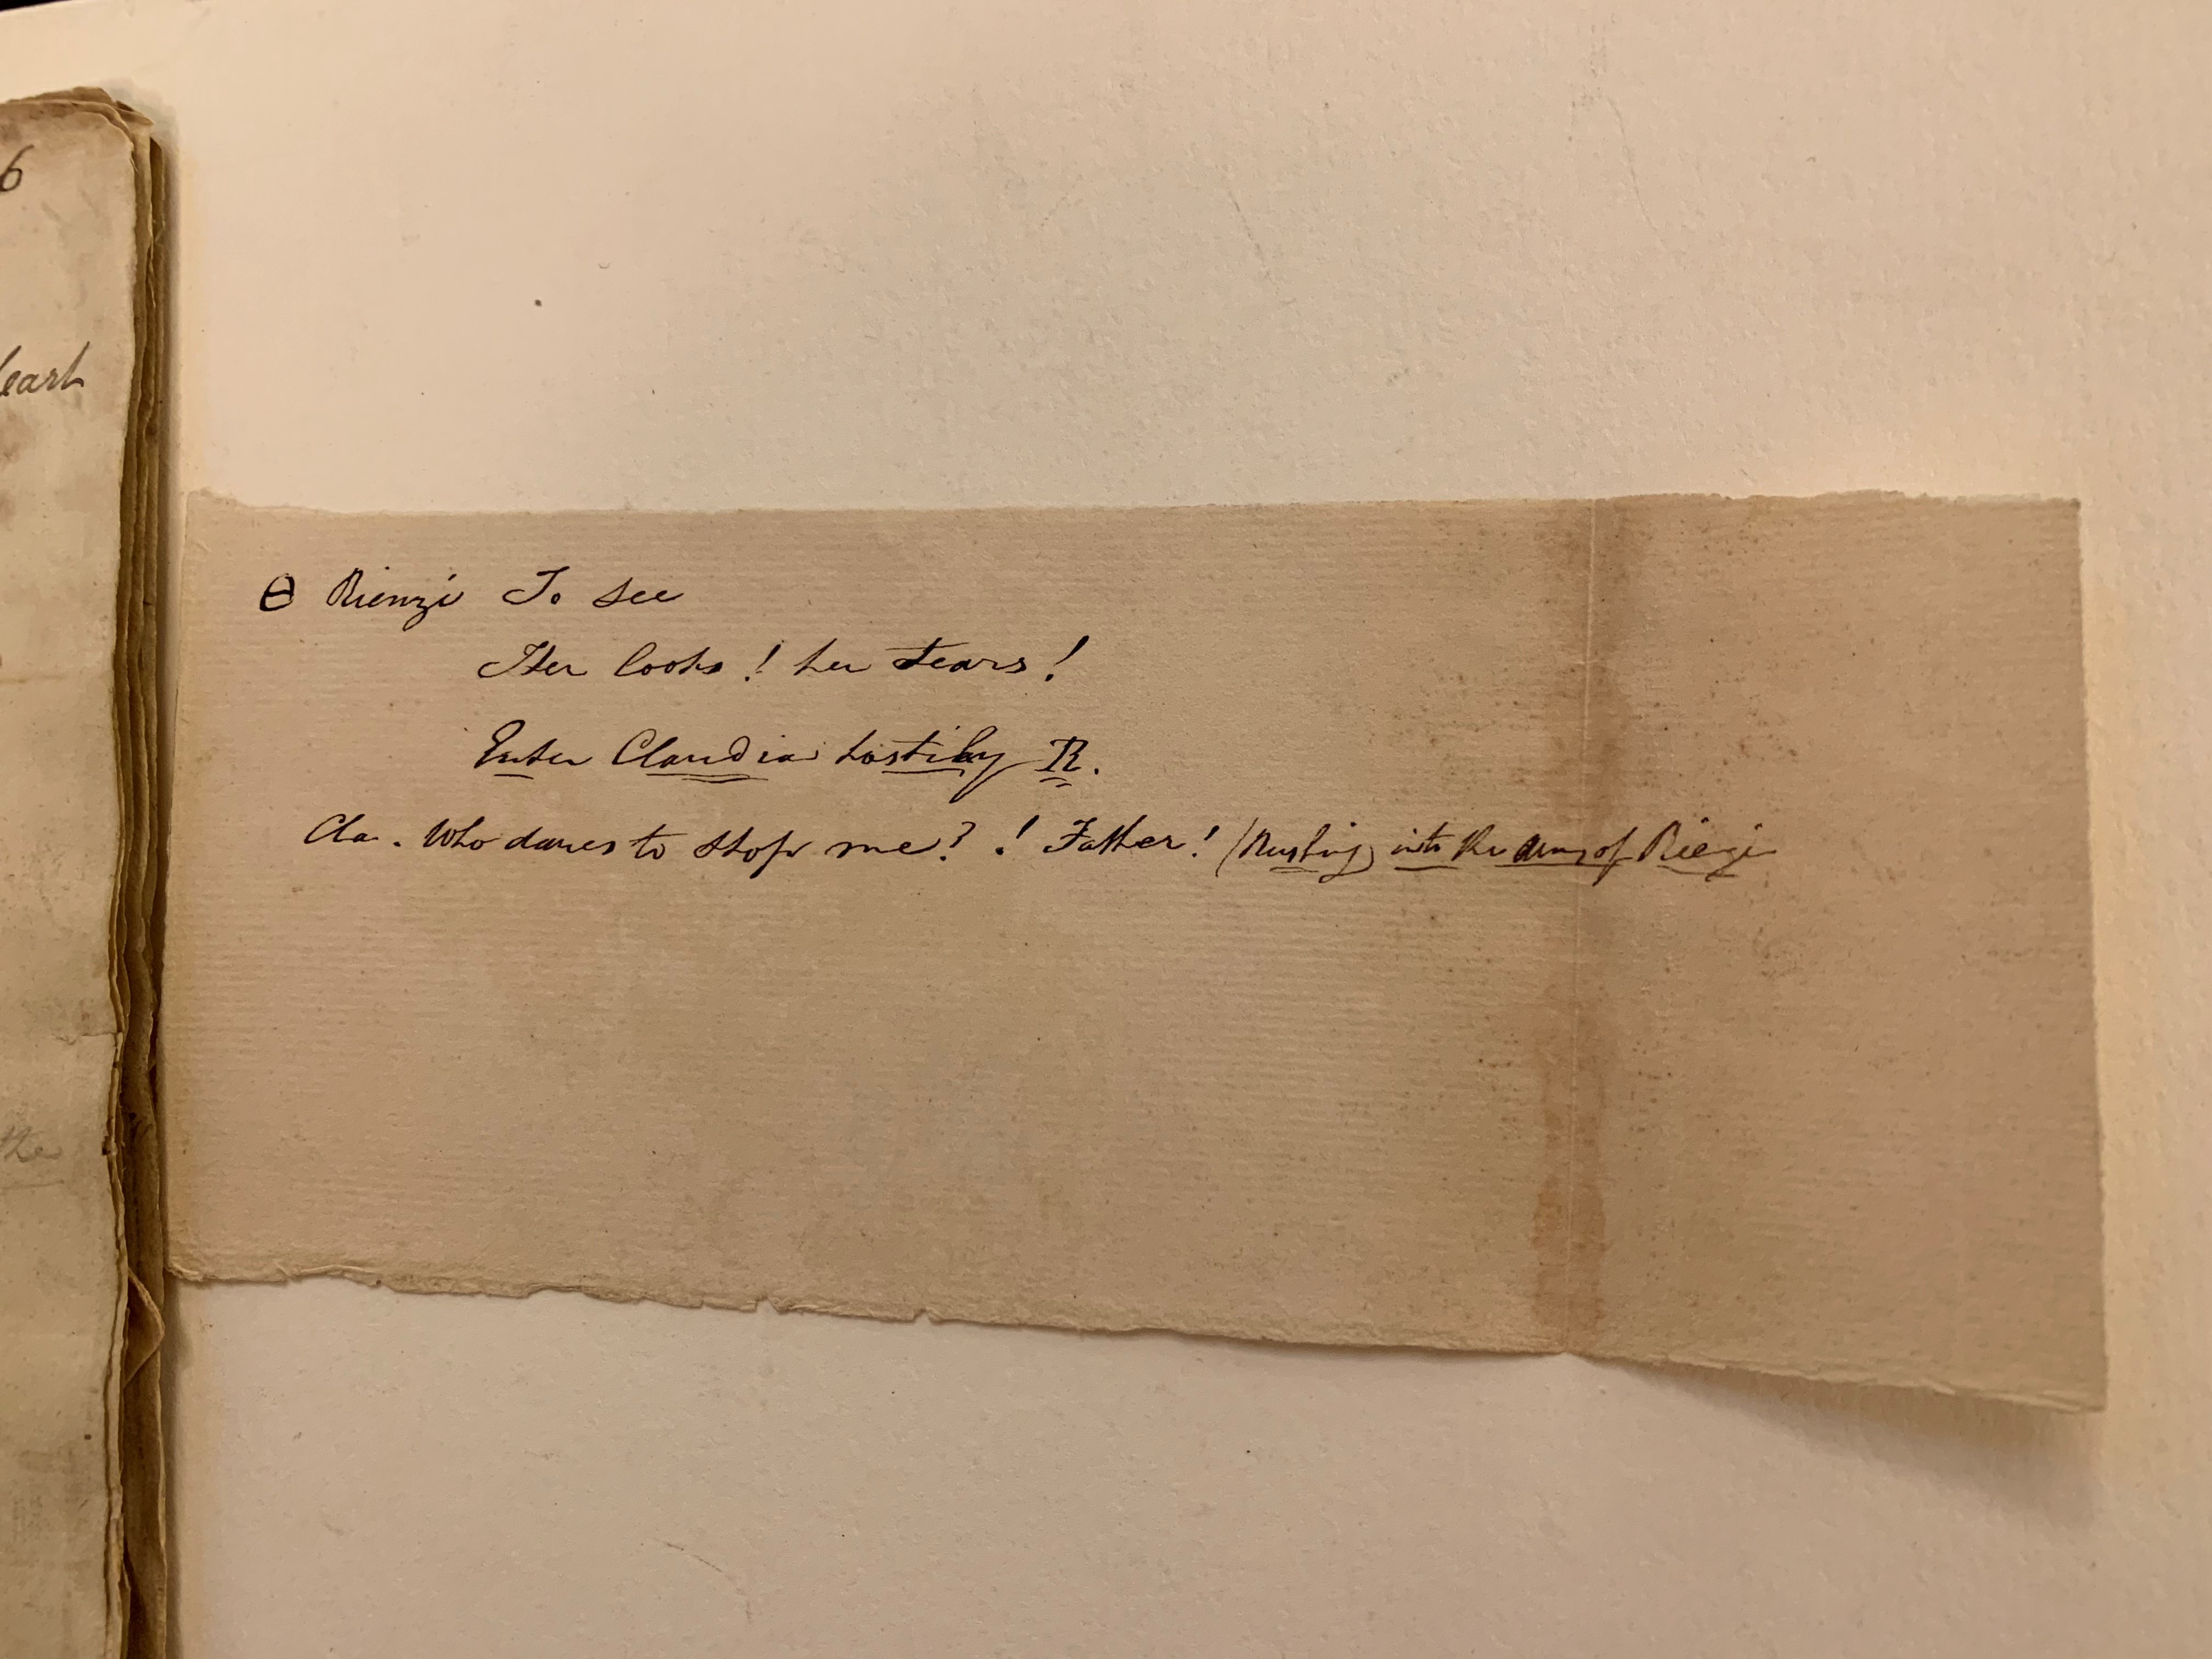 6
heart
the
Θ Rienzi To see
Her looks! her tears!
Enter Claudia hastily R.
Cla. Who dares to stop me?! Father! (Rushing into the arms of Rienzi